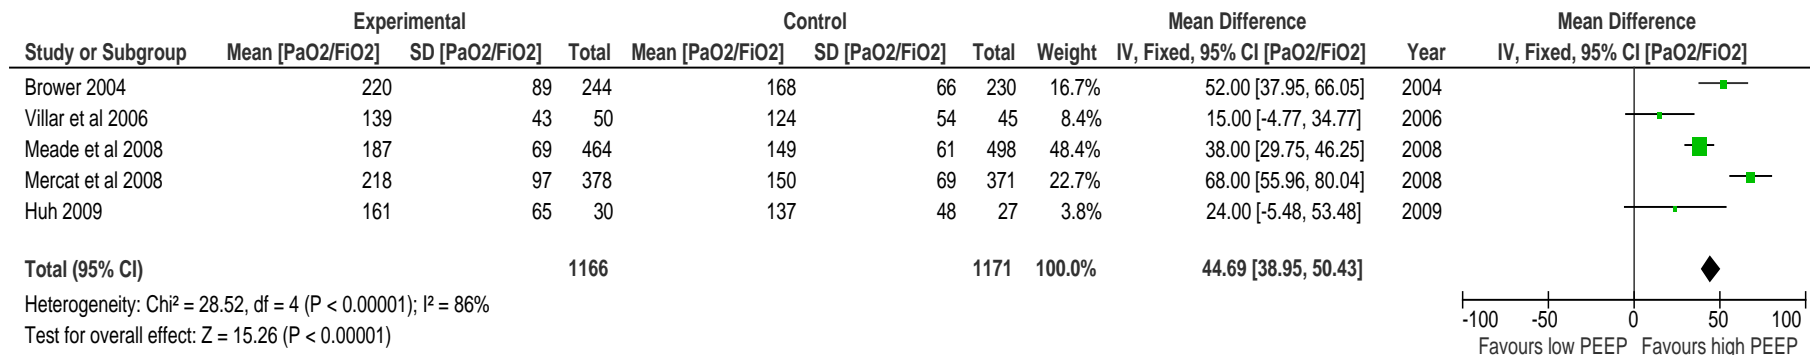 Experimental Control Mean Difference Mean Difference
Study or Subgroup Mean [PaO2/FiO2] SD [PaO2/FiO2] Total Mean [PaO2/FiO2] SD [PaO2/FiO2] Total Weight IV, Fixed, 95% CI [PaO2/FiO2] Year IV, Fixed, 95% CI [PaO2/FiO2]
Brower 2004 220 89 244 168 66 230 16.7% 52.00 [37.95, 66.05] 2004
Villar et al 2006 139 43 50 124 54 45 8.4% 15.00 [-4.77, 34.77] 2006
Meade et al 2008 187 69 464 149 61 498 48.4% 38.00 [29.75, 46.25] 2008
Mercat et al 2008 218 97 378 150 69 371 22.7% 68.00 [55.96, 80.04] 2008
Huh 2009 161 65 30 137 48 27 3.8% 24.00 [-5.48, 53.48] 2009
Total (95% CI) 1166 1171 100.0% 44.69 [38.95, 50.43]
Heterogeneity: Chi² = 28.52, df = 4 (P < 0.00001); I² = 86%
Test for overall effect: Z = 15.26 (P < 0.00001)
-100 -50 0 50 100
Favours low PEEP Favours high PEEP